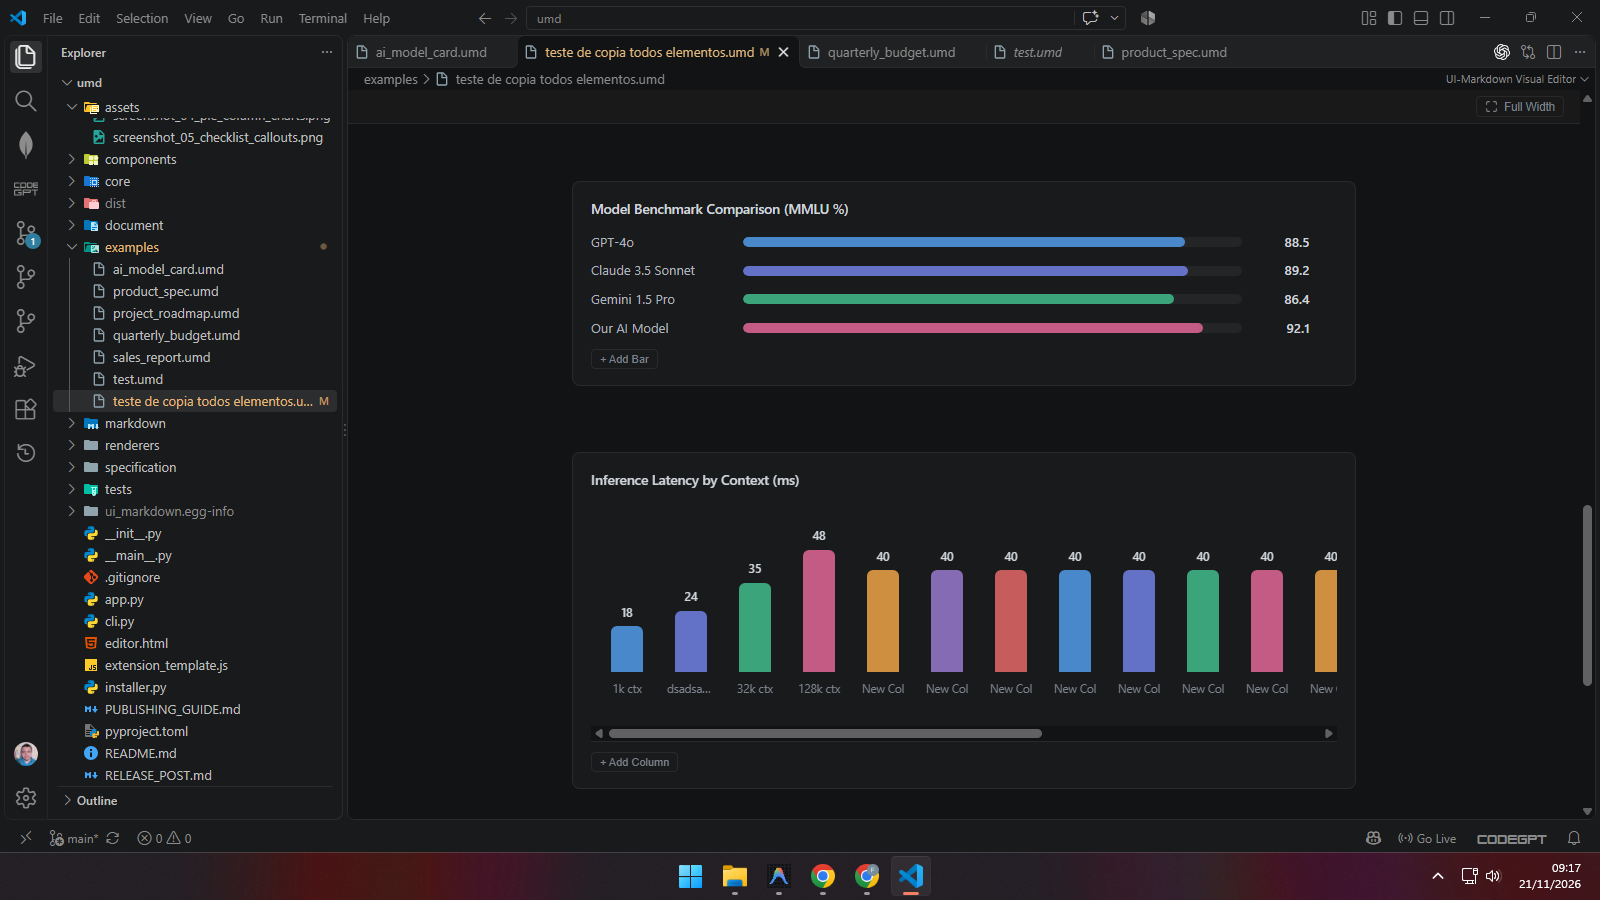 File Edit Selection View Go Run Terminal Help
umd
Explorer
umd
assets
screenshot_04_pie_column_charts.png
screenshot_05_checklist_callouts.png
components
core
dist
document
examples
ai_model_card.umd
product_spec.umd
project_roadmap.umd
quarterly_budget.umd
sales_report.umd
test.umd
teste de copia todos elementos.u... M
markdown
renderers
specification
tests
ui_markdown.egg-info
__init__.py
__main__.py
.gitignore
app.py
cli.py
editor.html
extension_template.js
installer.py
PUBLISHING_GUIDE.md
pyproject.toml
README.md
RELEASE_POST.md
Outline
CODE GPT
1
ai_model_card.umd
teste de copia todos elementos.umd M
quarterly_budget.umd
test.umd
product_spec.umd
examples > teste de copia todos elementos.umd
UI-Markdown Visual Editor
Full Width
Model Benchmark Comparison (MMLU %)
GPT-4o 88.5
Claude 3.5 Sonnet 89.2
Gemini 1.5 Pro 86.4
Our AI Model 92.1
+ Add Bar
Inference Latency by Context (ms)
18 24 35 48 40 40 40 40 40 40 40 40
1k ctx dsadsa... 32k ctx 128k ctx New Col New Col New Col New Col New Col New Col New Col New
+ Add Column
main* 0 0
Go Live CODEGPT
09:17
21/11/2026